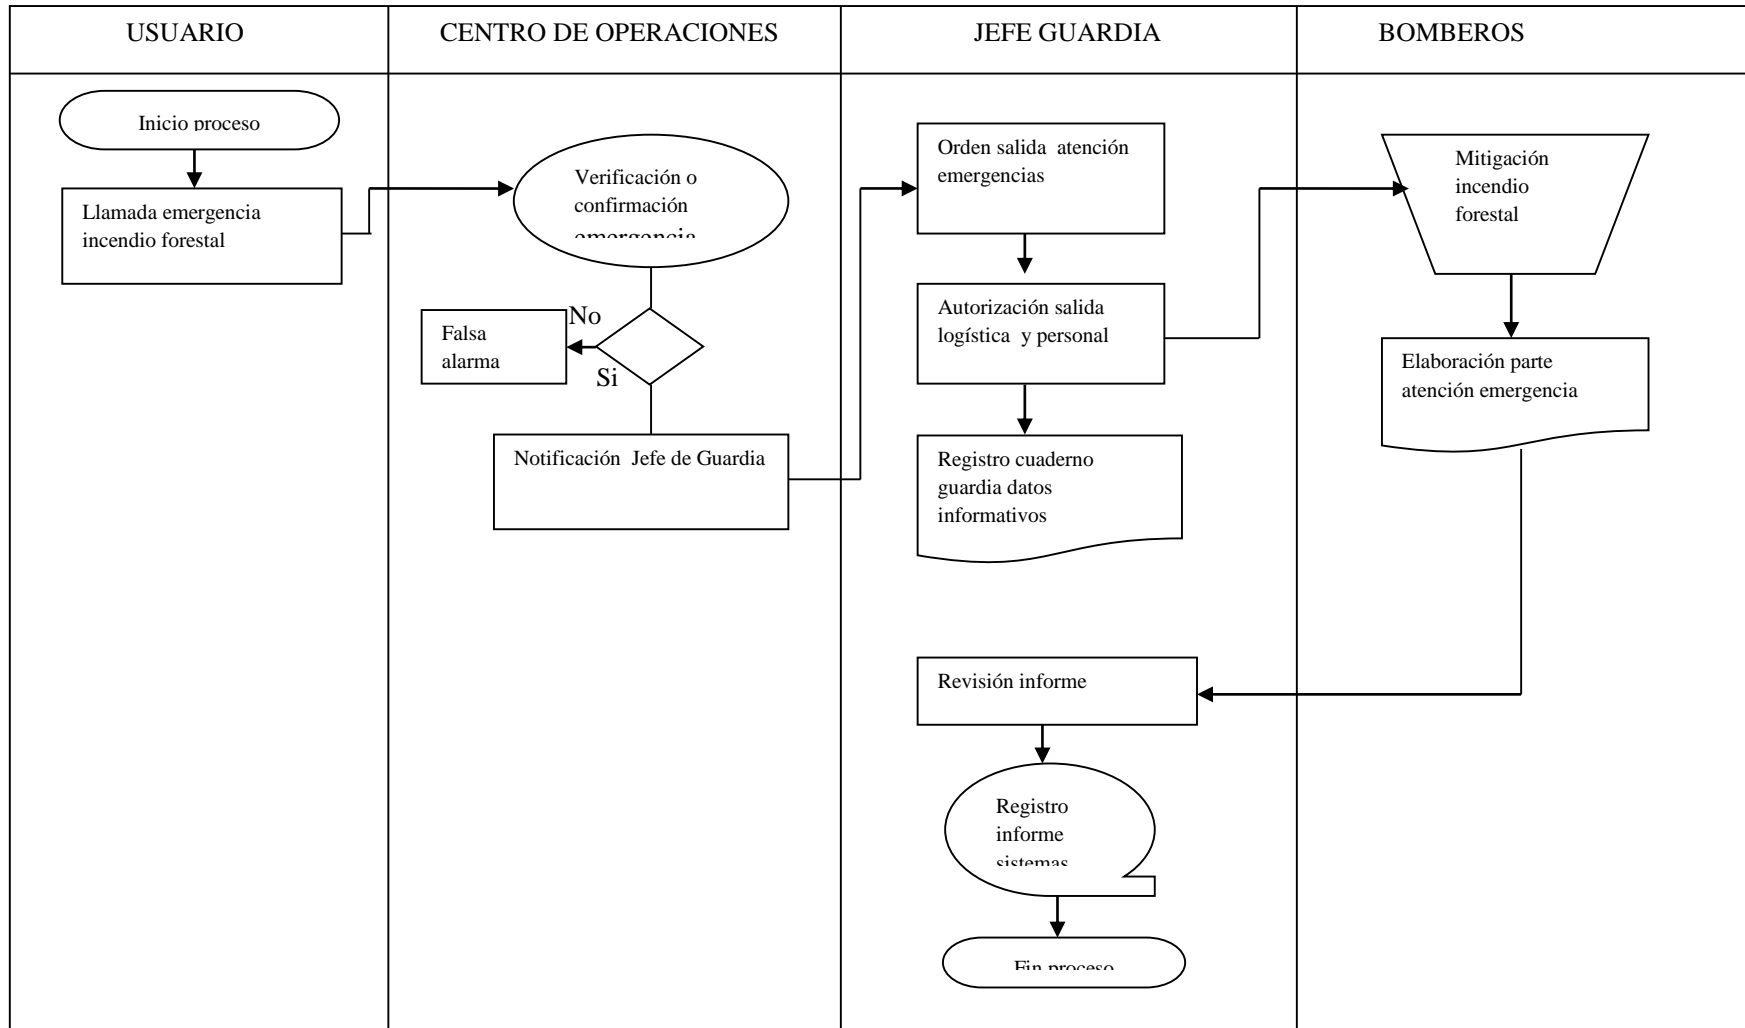 USUARIO
CENTRO DE OPERACIONES
JEFE GUARDIA
BOMBEROS
Inicio proceso
Llamada emergencia
incendio forestal
Verificación o
confirmación
emergencia
No
Falsa
alarma
Si
Notificación Jefe de Guardia
Orden salida atención
emergencias
Autorización salida
logística y personal
Registro cuaderno
guardia datos
informativos
Mitigación
incendio
forestal
Elaboración parte
atención emergencia
Revisión informe
Registro
informe
sistemas
Fin proceso